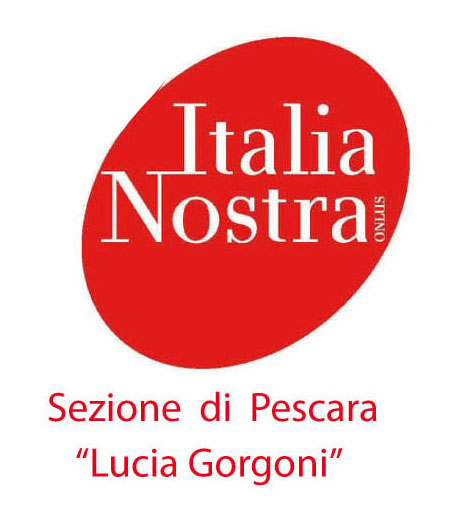 Italia
Nostra
ONLUS
Sezione di Pescara
“Lucia Gorgoni”